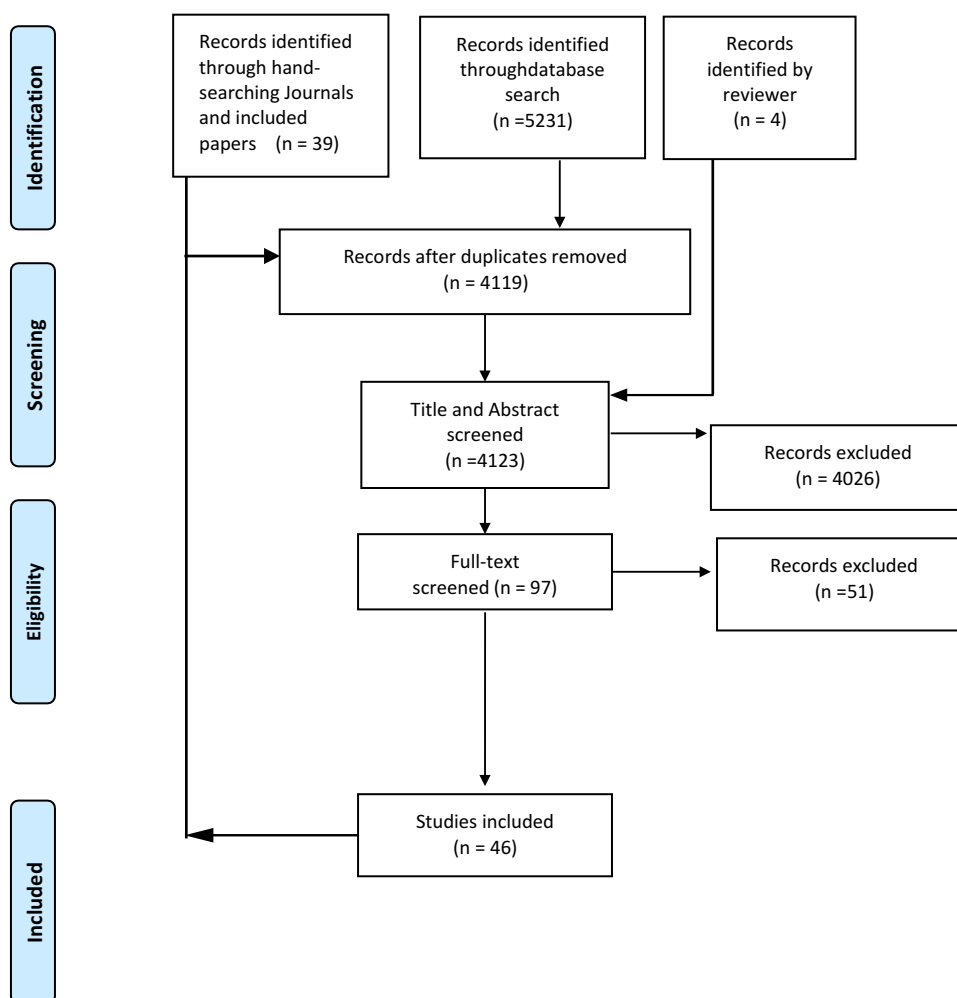 Identification
Records identified
through hand-
searching Journals
and included
papers (n = 39)
Records identified
throughdatabase
search
(n =5231)
Records
identified by
reviewer
(n = 4)
Records after duplicates removed
(n = 4119)
Screening
Title and Abstract
screened
(n =4123)
Records excluded
(n = 4026)
Eligibility
Full-text
screened (n = 97)
Records excluded
(n =51)
Included
Studies included
(n = 46)